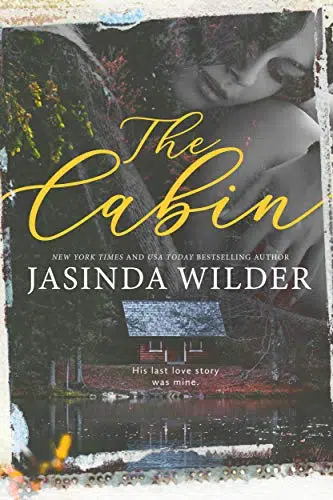 The
Cabin
NEW YORK TIMES AND USA TODAY BESTSELLING AUTHOR
JASINDA WILDER
His last love story
was mine.